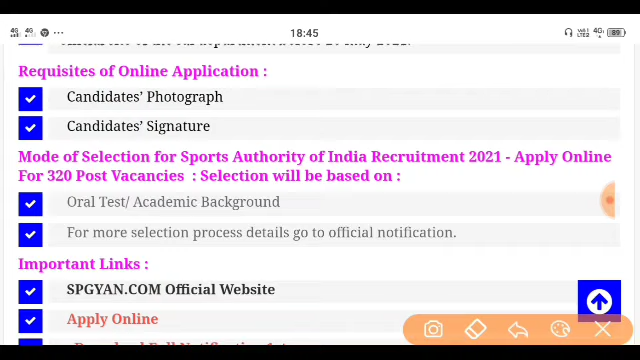 18:45
89
Requisites of Online Application :
Candidates’ Photograph
Candidates’ Signature
Mode of Selection for Sports Authority of India Recruitment 2021 - Apply Online
For 320 Post Vacancies : Selection will be based on :
Oral Test/ Academic Background
For more selection process details go to official notification.
Important Links :
SPGYAN.COM Official Website
Apply Online